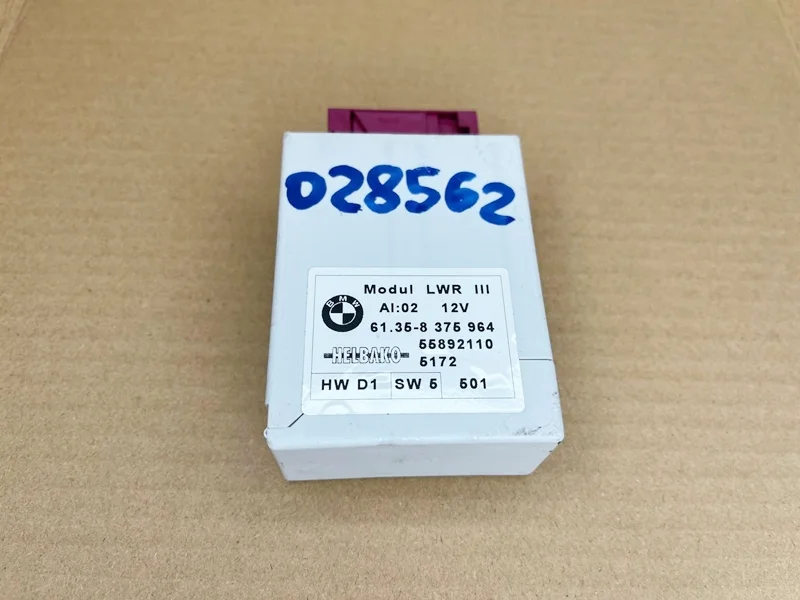 028562
Modul LWR III
BMW
AI:02 12V
61.35-8 375 964
55892110
HELBAKO
5172
HW D1 SW 5 501